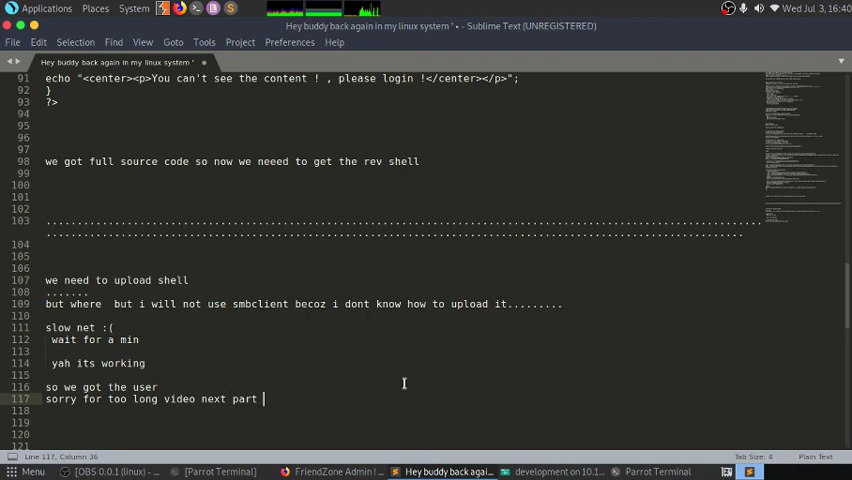 Applications Places System
Wed Jul 3, 16:40
Hey buddy back again in my linux system ' • - Sublime Text (UNREGISTERED)
File Edit Selection Find View Goto Tools Project Preferences Help
Hey buddy back again in my linux system '
91 echo "<center><p>You can't see the content ! , please login !</center></p>";
92 }
93 ?>
94
95
96
97
98 we got full source code so now we neeed to get the rev shell
99
100
101
102
103 ...................................................................................................................
................................................................................................................
104
105
106
107 we need to upload shell
108 .......
109 but where  but i will not use smbclient becoz i dont know how to upload it.........
110
111 slow net :(
112 wait for a min
113
114 yah its working
115
116 so we got the user
117 sorry for too long video next part
118
119
120
121
Line 117, Column 36
Tab Size: 4
Plain Text
Menu
[OBS 0.0.1 (linux) - ...
[Parrot Terminal]
FriendZone Admin ! ...
Hey buddy back agai...
development on 10.1...
Parrot Terminal